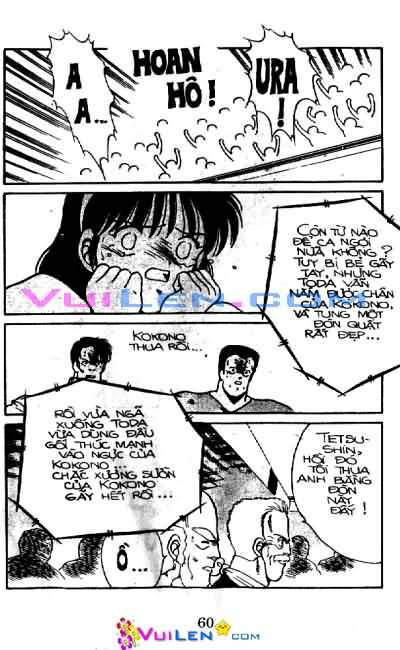 A
A...
HOAN
HÔ!
URA
!
CÒN TỪ NÀO
ĐỂ CA NGỢI
NỮA KHÔNG?
TUY BỊ BẺ GÃY
TAY, NHƯNG
TODA VẪN
NẮM ĐƯỢC CHÂN
CỦA KOKONO,
VÀ TUNG MỘT
ĐÒN QUẬT
RẤT ĐẸP...
VUILEN.COM
KOKONO
THUA RỒI...
RỒI VỪA NGÃ
XUỐNG TODA
VỪA DÙNG ĐẦU
GỐI THÚC MẠNH
VÀO NGỰC CỦA
KOKONO...
CHẮC XƯƠNG SƯỜN
CỦA KOKONO
GÃY HẾT RỒI...
TETSU-
SHIN,
HỒI ĐÓ
TÔI THUA
ANH BẰNG
ĐÒN
NÀY
ĐẤY!
Ô...
60
VUILEN.COM